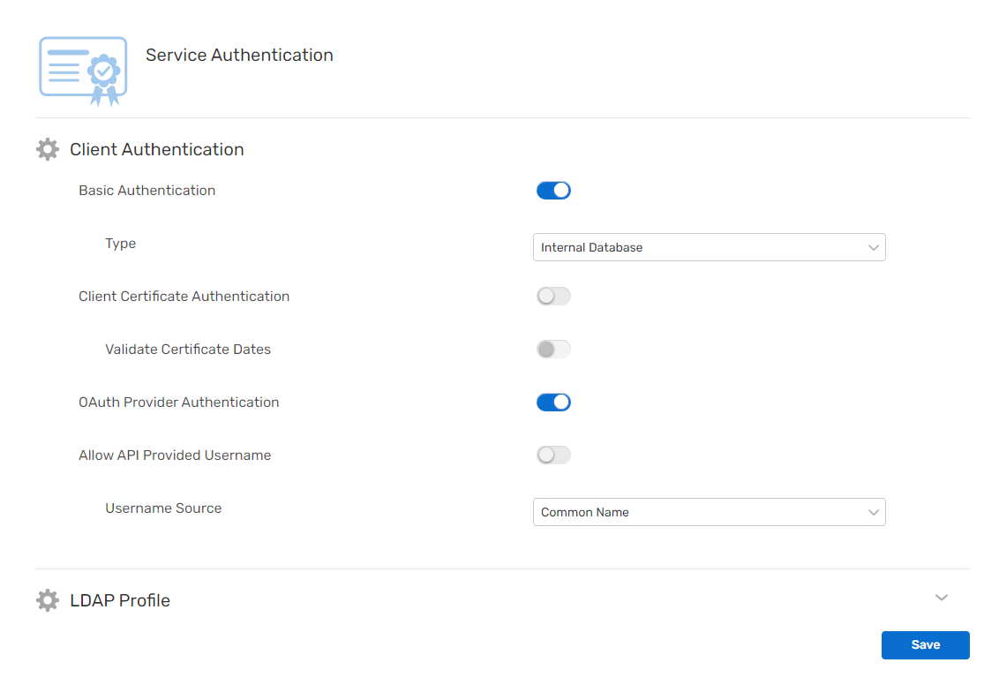 Service Authentication
Client Authentication
Basic Authentication
Type
Internal Database
Client Certificate Authentication
Validate Certificate Dates
OAuth Provider Authentication
Allow API Provided Username
Username Source
Common Name
LDAP Profile
Save